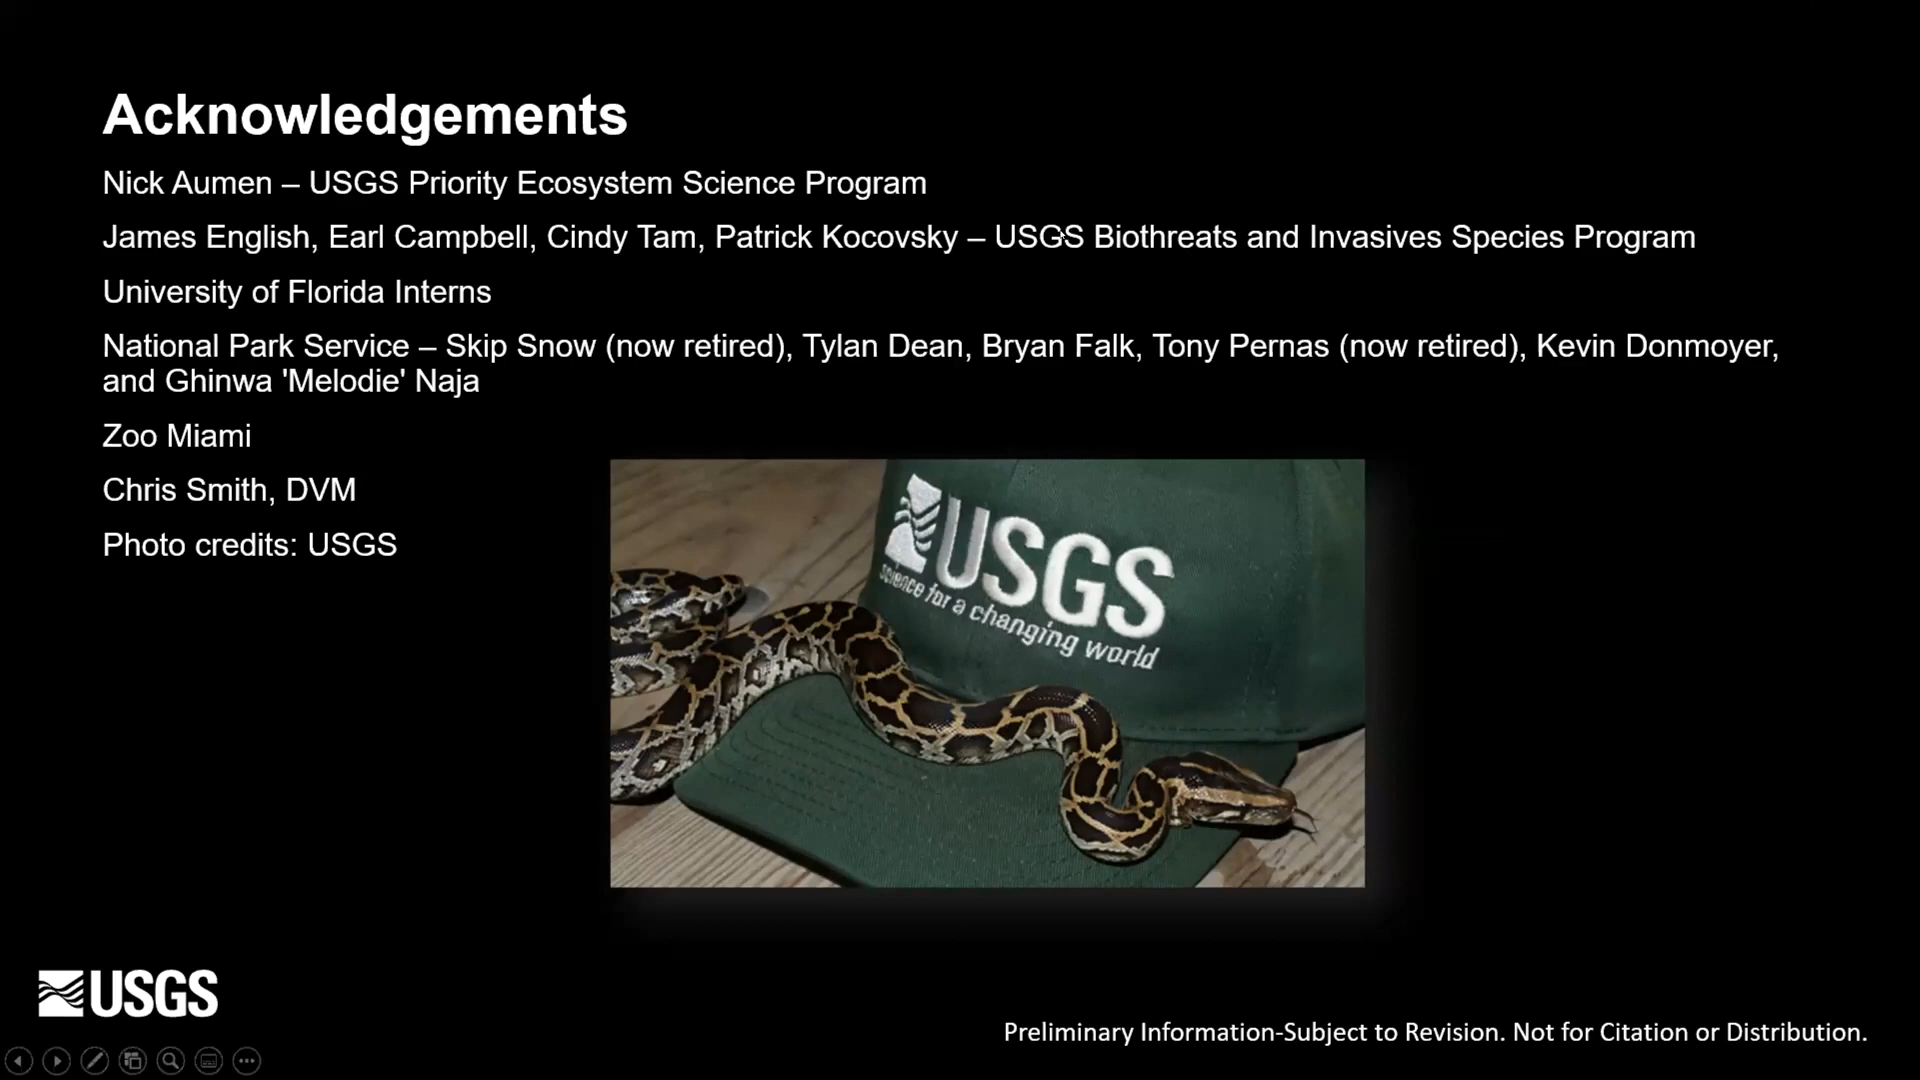 Acknowledgements
Nick Aumen – USGS Priority Ecosystem Science Program
James English, Earl Campbell, Cindy Tam, Patrick Kocovsky – USGS Biothreats and Invasives Species Program
University of Florida Interns
National Park Service – Skip Snow (now retired), Tylan Dean, Bryan Falk, Tony Pernas (now retired), Kevin Donmoyer,
and Ghinwa 'Melodie' Naja
Zoo Miami
Chris Smith, DVM
Photo credits: USGS
USGS
science for a changing world
USGS
Preliminary Information-Subject to Revision. Not for Citation or Distribution.